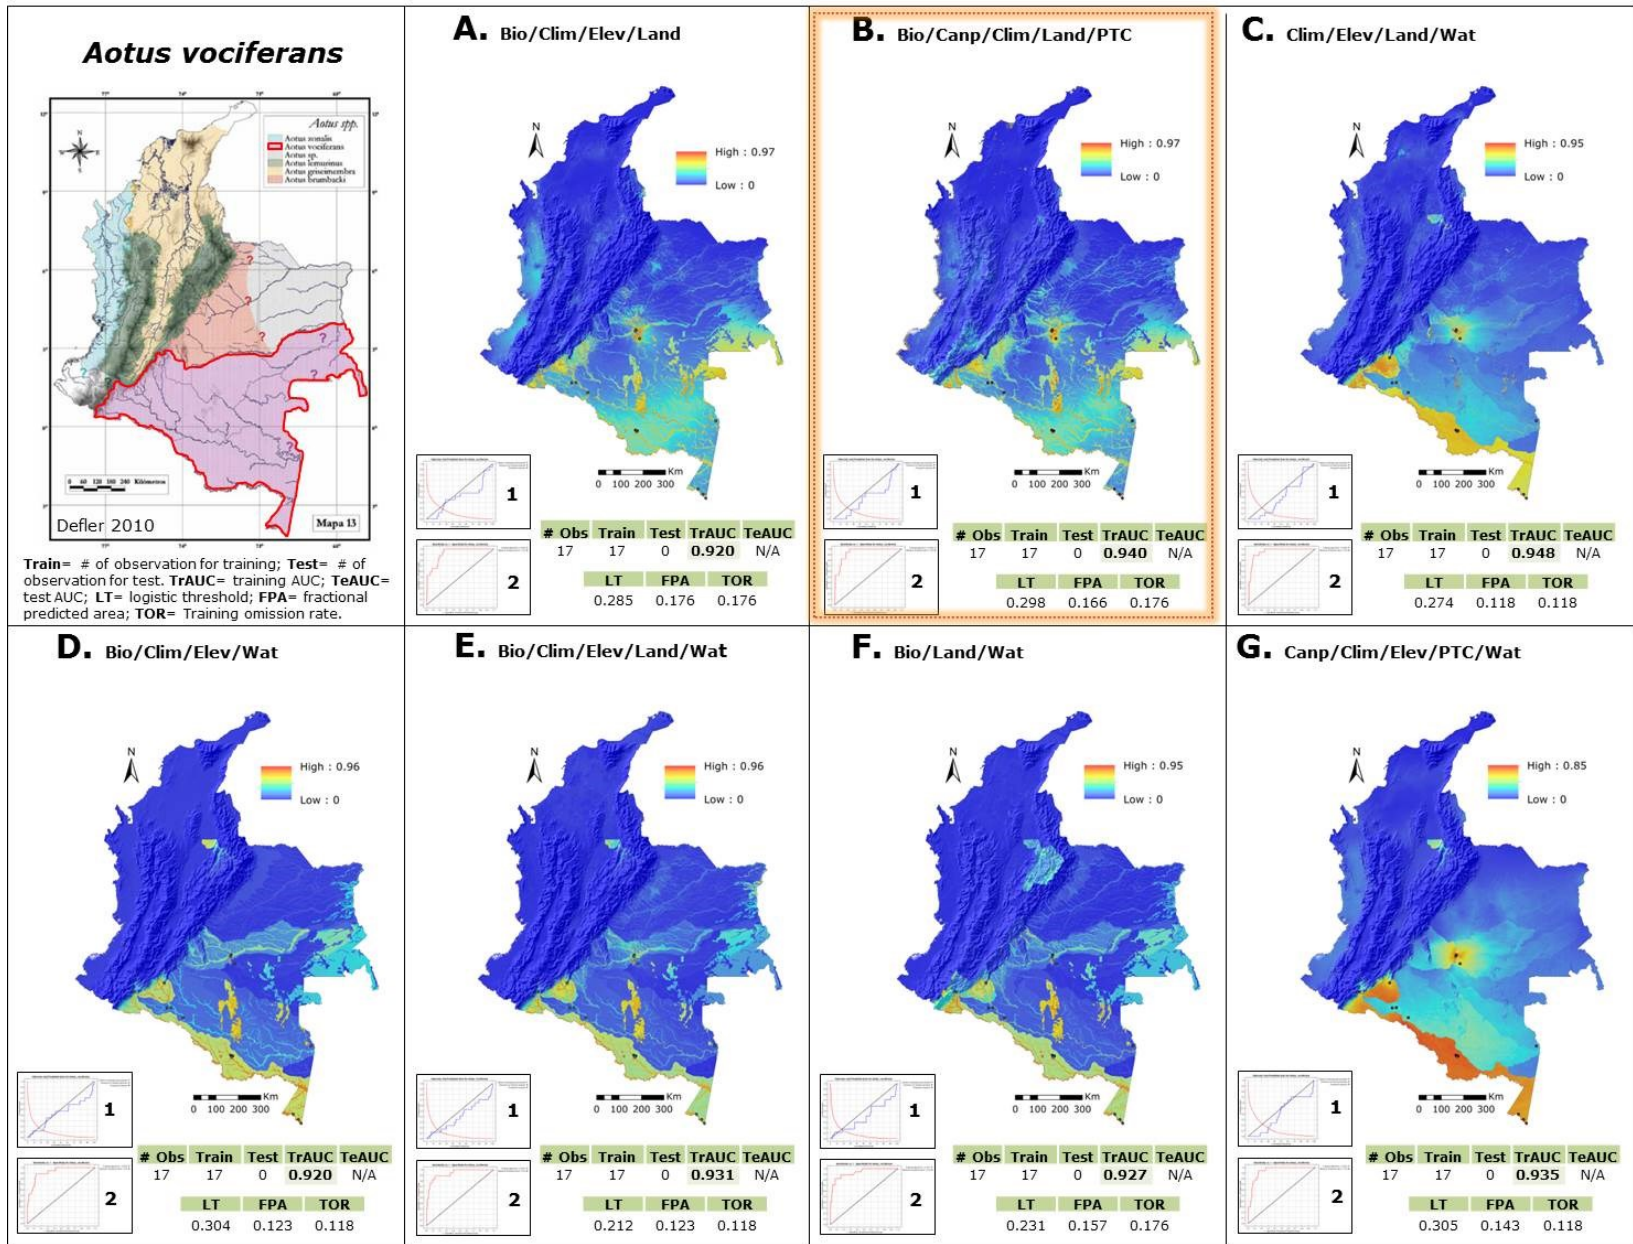 Aotus vociferans
Aotus spp.
Aotus zonalis
Aotus vociferans
Aotus sp.
Aotus lemurinus
Aotus griseimembra
Aotus brumbacki
0 60 120 180 240 Kilómetros
Defler 2010
Mapa 13
Train= # of observation for training; Test= # of
observation for test. TrAUC= training AUC; TeAUC=
test AUC; LT= logistic threshold; FPA= fractional
predicted area; TOR= Training omission rate.
A. Bio/Clim/Elev/Land
N
High : 0.97
Low : 0
Km
0 100 200 300
1
2
# Obs Train Test TrAUC TeAUC
17 17 0 0.920 N/A
LT FPA TOR
0.285 0.176 0.176
B. Bio/Canp/Clim/Land/PTC
N
High : 0.97
Low : 0
Km
0 100 200 300
1
2
# Obs Train Test TrAUC TeAUC
17 17 0 0.940 N/A
LT FPA TOR
0.298 0.166 0.176
C. Clim/Elev/Land/Wat
N
High : 0.95
Low : 0
Km
0 100 200 300
1
2
# Obs Train Test TrAUC TeAUC
17 17 0 0.948 N/A
LT FPA TOR
0.274 0.118 0.118
D. Bio/Clim/Elev/Wat
N
High : 0.96
Low : 0
Km
0 100 200 300
1
2
# Obs Train Test TrAUC TeAUC
17 17 0 0.920 N/A
LT FPA TOR
0.304 0.123 0.118
E. Bio/Clim/Elev/Land/Wat
N
High : 0.96
Low : 0
Km
0 100 200 300
1
2
# Obs Train Test TrAUC TeAUC
17 17 0 0.931 N/A
LT FPA TOR
0.212 0.123 0.118
F. Bio/Land/Wat
N
High : 0.95
Low : 0
Km
0 100 200 300
1
2
# Obs Train Test TrAUC TeAUC
17 17 0 0.927 N/A
LT FPA TOR
0.231 0.157 0.176
G. Canp/Clim/Elev/PTC/Wat
N
High : 0.85
Low : 0
Km
0 100 200 300
1
2
# Obs Train Test TrAUC TeAUC
17 17 0 0.935 N/A
LT FPA TOR
0.305 0.143 0.118